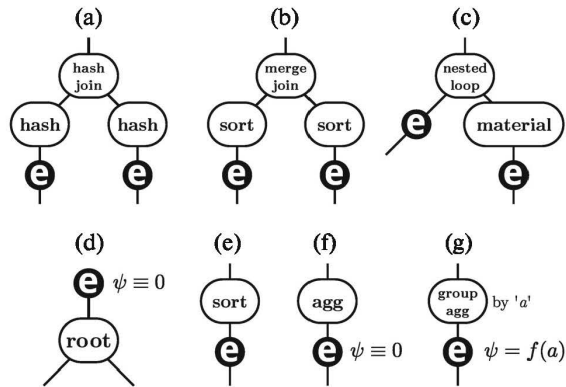 (a)
(b)
(c)
hash
join
merge
join
nested
loop
hash
hash
sort
sort
e
material
e
e
e
e
e
(d)
(e)
(f)
(g)
e
ψ ≡ 0
root
sort
agg
group
agg
by 'a'
e
e
ψ ≡ 0
e
ψ = f(a)